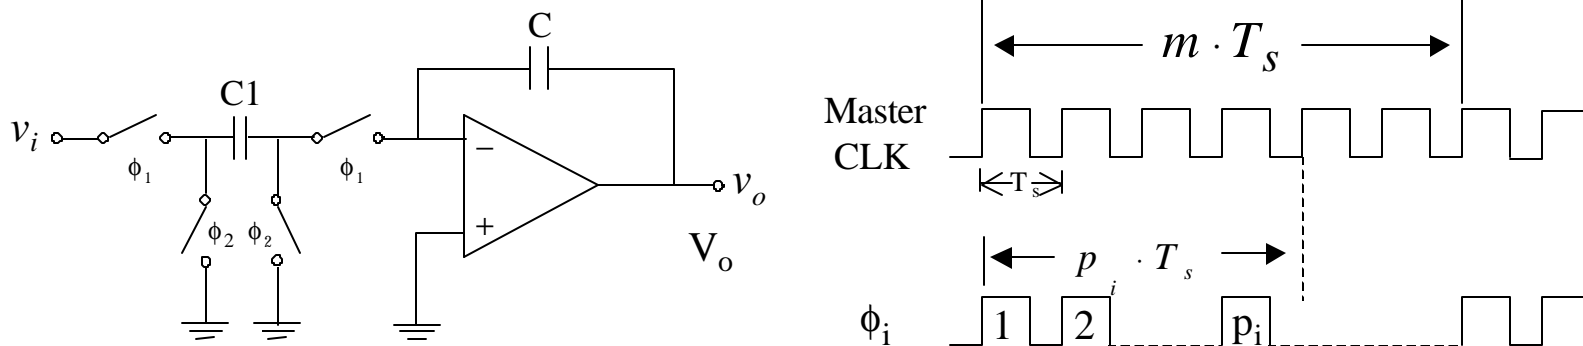 C
C1
v_i
ϕ_1
ϕ_1
−
ϕ_2
ϕ_2
+
v_o
V_o
m · T_s
Master
CLK
T_s
p_i · T_s
ϕ_i
1
2
p_i